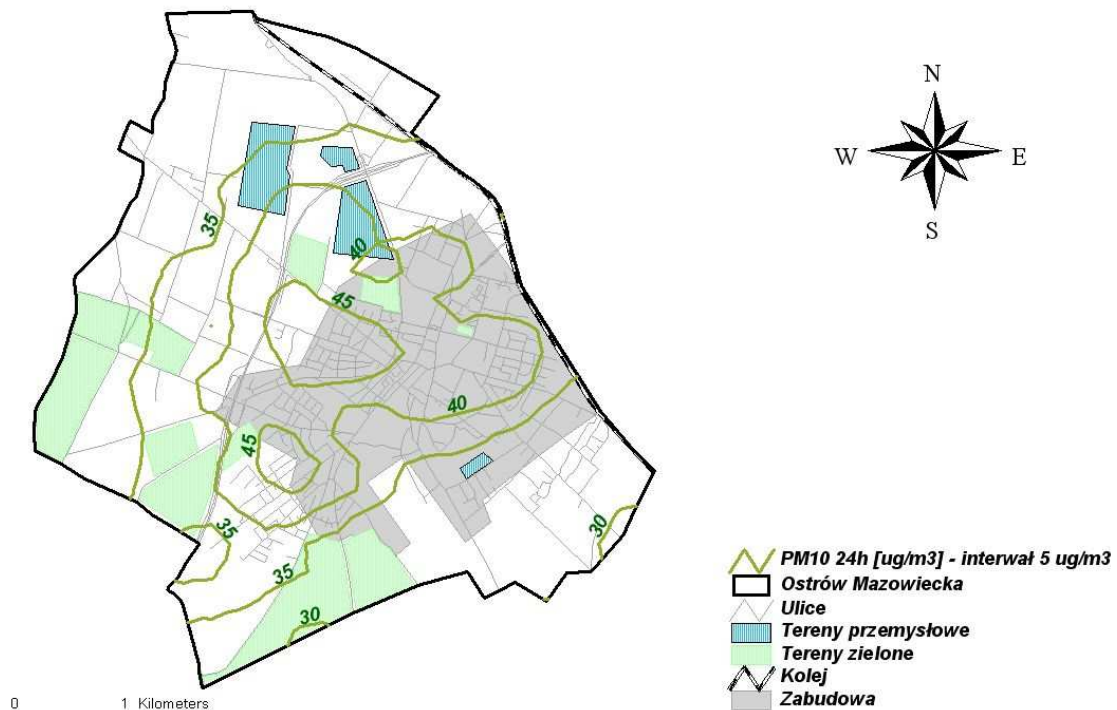 N
W E
S
35
40
45
40
45
35
30
35
30
PM10 24h [ug/m3] - interwał 5 ug/m3
Ostrów Mazowiecka
Ulice
Tereny przemysłowe
Tereny zielone
Kolej
Zabudowa
0 1 Kilometers